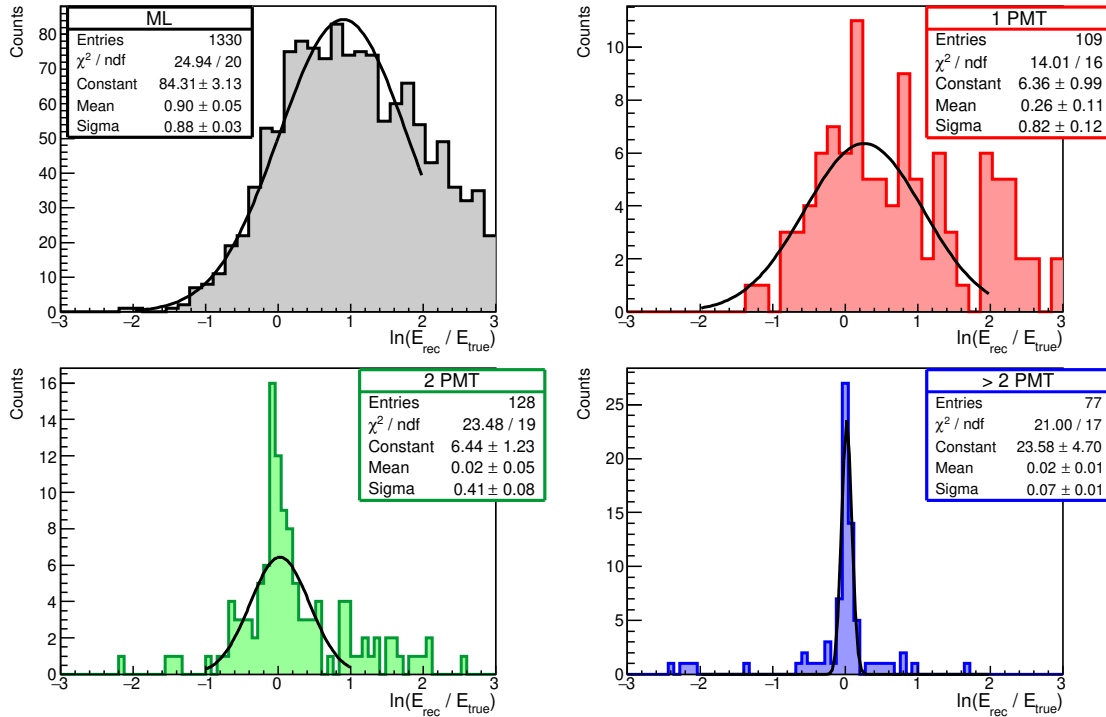 ML
Entries 1330
χ² / ndf 24.94 / 20
Constant 84.31 ± 3.13
Mean 0.90 ± 0.05
Sigma 0.88 ± 0.03
Counts
80
70
60
50
40
30
20
10
0
−3 −2 −1 0 1 2 3
ln(E_rec / E_true)
1 PMT
Entries 109
χ² / ndf 14.01 / 16
Constant 6.36 ± 0.99
Mean 0.26 ± 0.11
Sigma 0.82 ± 0.12
Counts
10
8
6
4
2
0
−3 −2 −1 0 1 2 3
ln(E_rec / E_true)
2 PMT
Entries 128
χ² / ndf 23.48 / 19
Constant 6.44 ± 1.23
Mean 0.02 ± 0.05
Sigma 0.41 ± 0.08
Counts
16
14
12
10
8
6
4
2
0
−3 −2 −1 0 1 2 3
ln(E_rec / E_true)
> 2 PMT
Entries 77
χ² / ndf 21.00 / 17
Constant 23.58 ± 4.70
Mean 0.02 ± 0.01
Sigma 0.07 ± 0.01
Counts
25
20
15
10
5
0
−3 −2 −1 0 1 2 3
ln(E_rec / E_true)